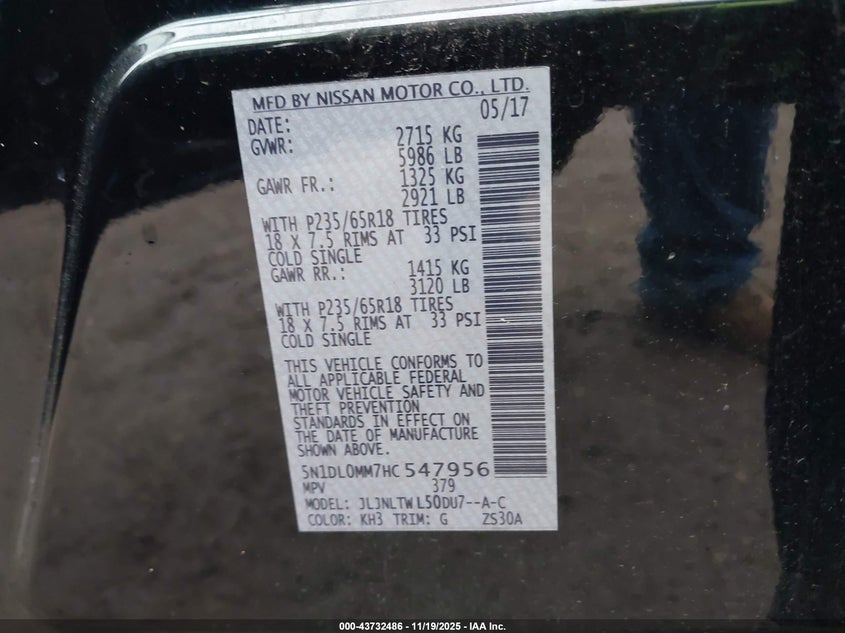 MFD BY NISSAN MOTOR CO., LTD.
DATE: 05/17
GVWR: 2715 KG
5986 LB
GAWR FR.: 1325 KG
2921 LB
WITH P235/65R18 TIRES
18 X 7.5 RIMS AT 33 PSI
COLD SINGLE
GAWR RR.: 1415 KG
3120 LB
WITH P235/65R18 TIRES
18 X 7.5 RIMS AT 33 PSI
COLD SINGLE
THIS VEHICLE CONFORMS TO
ALL APPLICABLE FEDERAL
MOTOR VEHICLE SAFETY AND
THEFT PREVENTION
STANDARDS IN EFFECT ON
THE DATE OF MANUFACTURE
SHOWN ABOVE.
5N1DL0MM7HC547956
MPV 379
MODEL: JLJNLTWL50DU7--A-C
COLOR: KH3 TRIM: G ZS30A
000-43732486 - 11/19/2025 - IAA Inc.